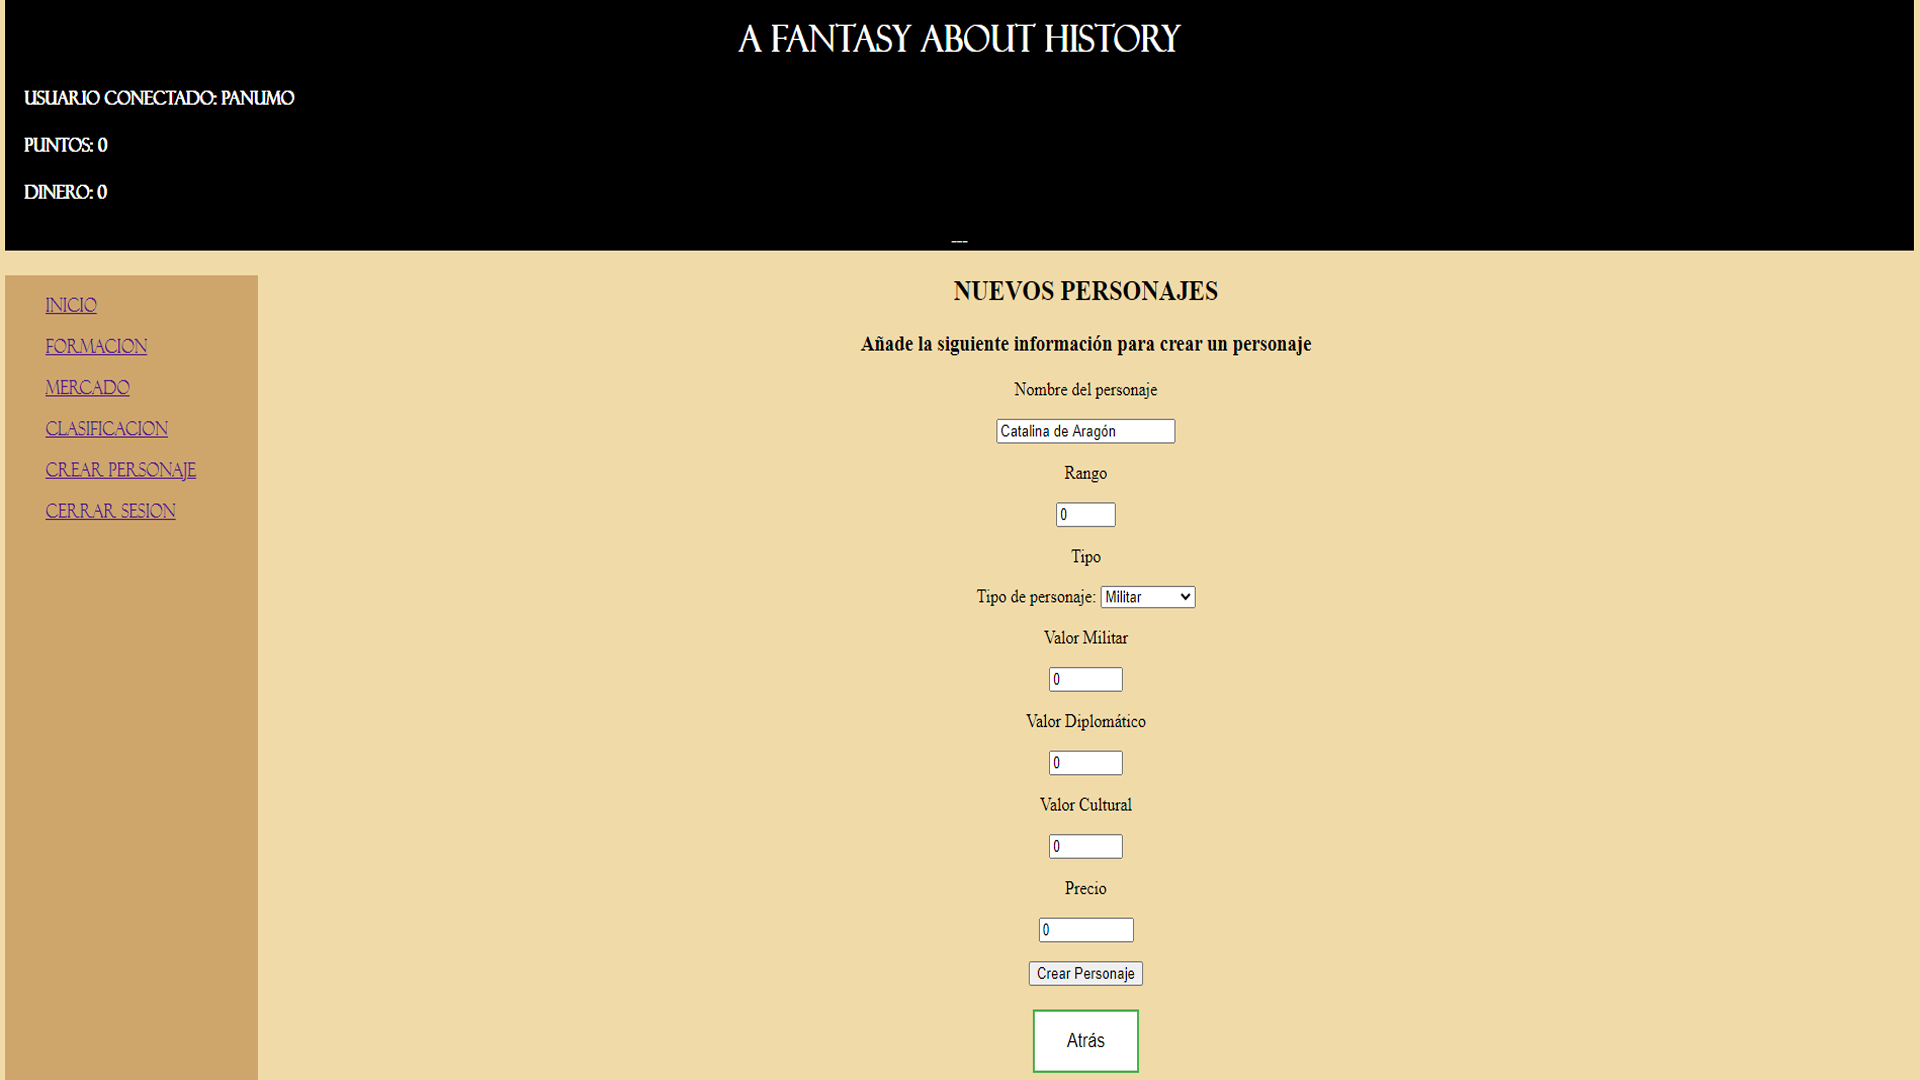 A FANTASY ABOUT HISTORY
USUARIO CONECTADO: PANUMO
PUNTOS: 0
DINERO: 0
---
INICIO
FORMACION
MERCADO
CLASIFICACION
CREAR PERSONAJE
CERRAR SESION
NUEVOS PERSONAJES
Añade la siguiente información para crear un personaje
Nombre del personaje
Catalina de Aragón
Rango
0
Tipo
Tipo de personaje: Militar
Valor Militar
0
Valor Diplomático
0
Valor Cultural
0
Precio
0
Crear Personaje
Atrás